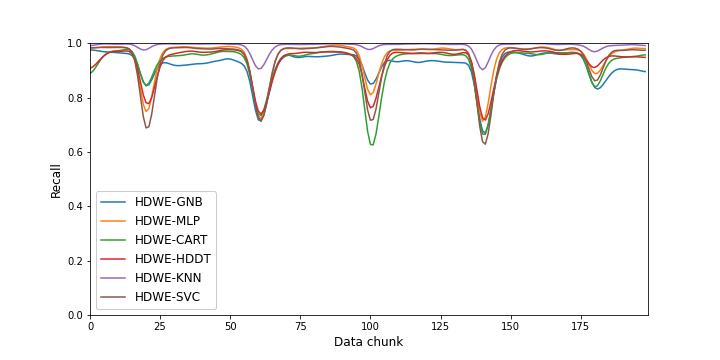 1.0
0.8
0.6
0.4
0.2
0.0
Recall
HDWE-GNB
HDWE-MLP
HDWE-CART
HDWE-HDDT
HDWE-KNN
HDWE-SVC
0 25 50 75 100 125 150 175
Data chunk